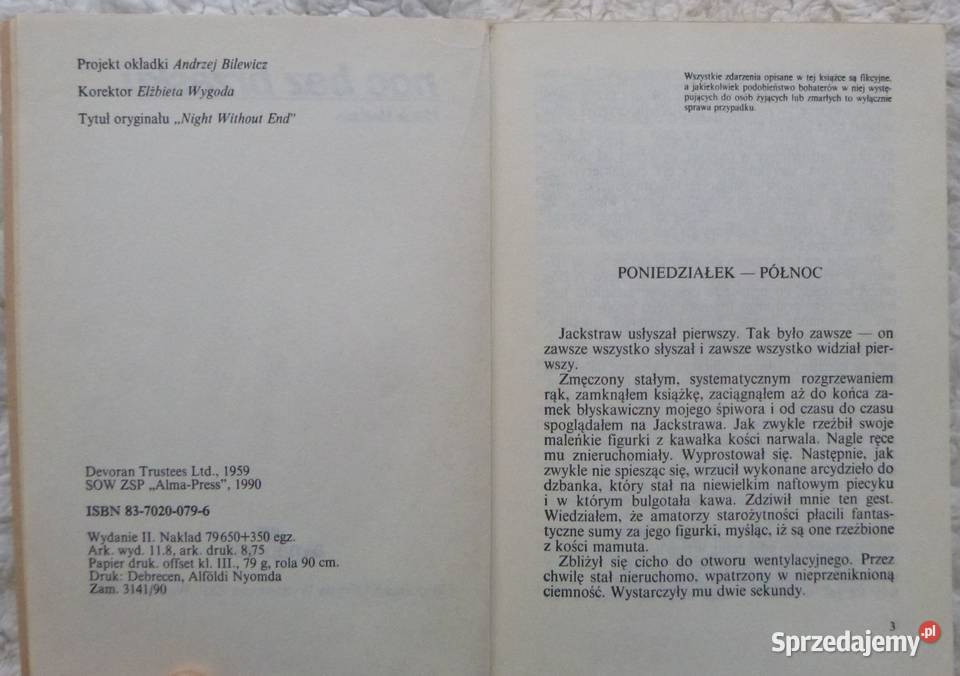 Projekt okładki Andrzej Bilewicz
Korektor Elżbieta Wygoda
Tytuł oryginału „Night Without End"
Devoran Trustees Ltd., 1959
SOW ZSP „Alma-Press", 1990
ISBN 83-7020-079-6
Wydanie II. Nakład 79650+350 egz.
Ark. wyd. 11.8, ark. druk. 8,75
Papier druk. offset kl. III., 79 g, rola 90 cm.
Druk: Debrecen, Alföldi Nyomda
Zam. 3141/90
Wszystkie zdarzenia opisane w tej książce są fikcyjne,
a jakiekolwiek podobieństwo bohaterów w niej wystę-
pujących do osób żyjących lub zmarłych to wyłącznie
sprawa przypadku.
PONIEDZIAŁEK — PÓŁNOC
Jackstraw usłyszał pierwszy. Tak było zawsze — on
zawsze wszystko słyszał i zawsze wszystko widział pier-
wszy.
Zmęczony stałym, systematycznym rozgrzewaniem
rąk, zamknąłem książkę, zaciągnąłem aż do końca za-
mek błyskawiczny mojego śpiwora i od czasu do czasu
spoglądałem na Jackstrawa. Jak zwykle rzeźbił swoje
maleńkie figurki z kawałka kości narwala. Nagle ręce
mu znieruchomiały. Wyprostował się. Następnie, jak
zwykle nie spiesząc się, wrzucił wykonane arcydzieło do
dzbanka, który stał na niewielkim naftowym piecyku
i w którym bulgotała kawa. Zdziwił mnie ten gest.
Wiedziałem, że amatorzy starożytności płacili fantas-
tyczne sumy za jego figurki, myśląc, iż są one rzeźbione
z kości mamuta.
Zbliżył się cicho do otworu wentylacyjnego. Przez
chwilę stał nieruchomo, wpatrzony w nieprzeniknioną
ciemność. Wystarczyły mu dwie sekundy.
3
Sprzedajemy.pl